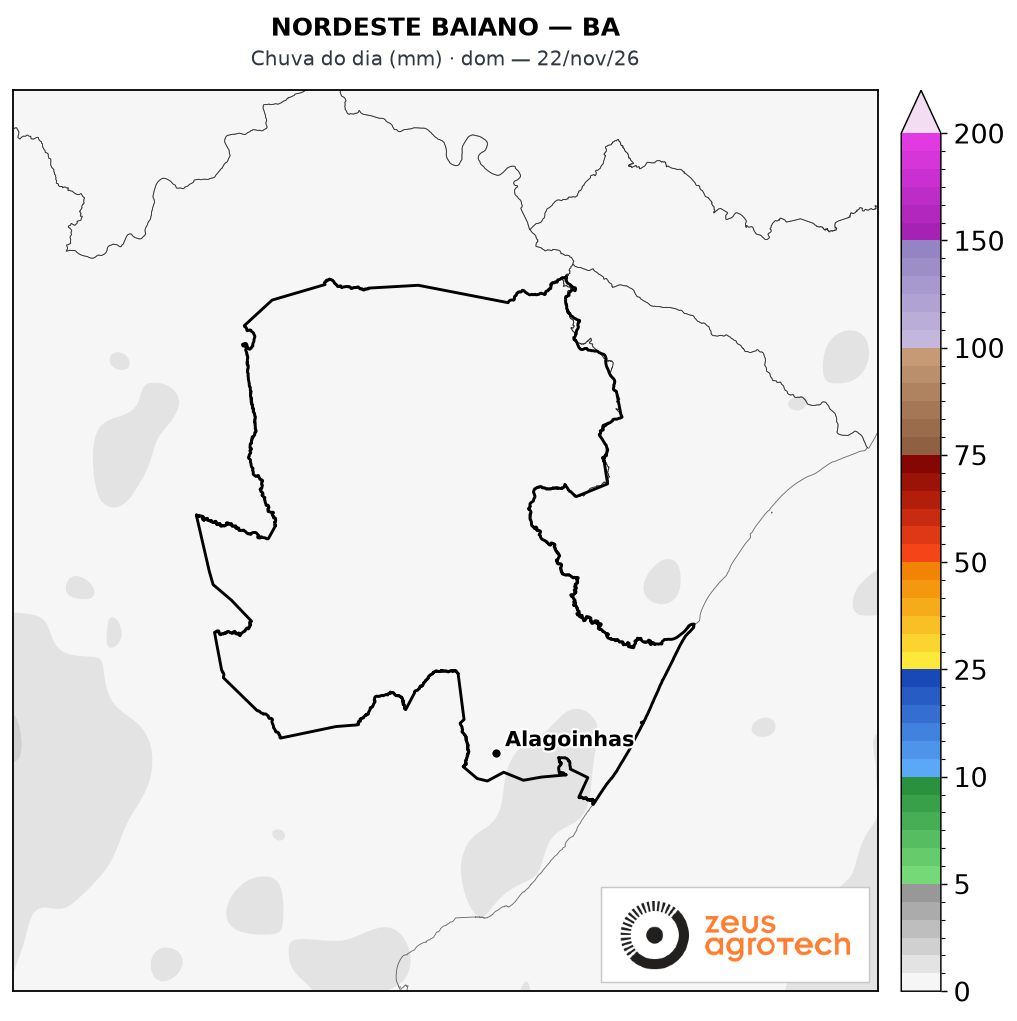 NORDESTE BAIANO — BA
Chuva do dia (mm) · dom — 22/nov/26
200
150
100
75
50
25
10
5
0
Alagoinhas
zeus
agrotech